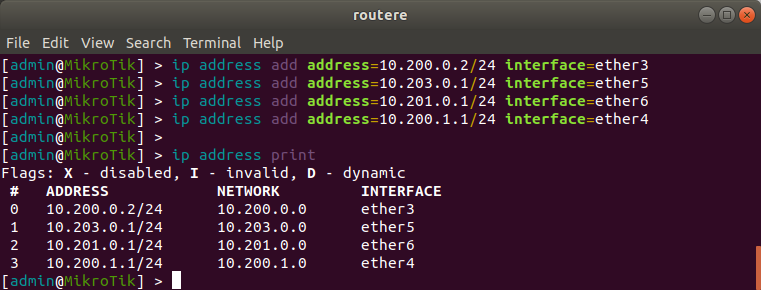 routere
File Edit View Search Terminal Help
[admin@MikroTik] > ip address add address=10.200.0.2/24 interface=ether3
[admin@MikroTik] > ip address add address=10.203.0.1/24 interface=ether5
[admin@MikroTik] > ip address add address=10.201.0.1/24 interface=ether6
[admin@MikroTik] > ip address add address=10.200.1.1/24 interface=ether4
[admin@MikroTik] >
[admin@MikroTik] > ip address print
Flags: X - disabled, I - invalid, D - dynamic
# ADDRESS NETWORK INTERFACE
0 10.200.0.2/24 10.200.0.0 ether3
1 10.203.0.1/24 10.203.0.0 ether5
2 10.201.0.1/24 10.201.0.0 ether6
3 10.200.1.1/24 10.200.1.0 ether4
[admin@MikroTik] >